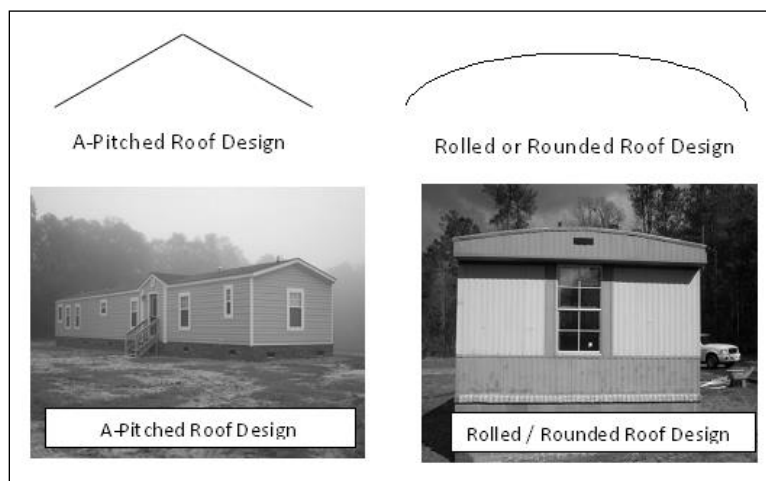 A-Pitched Roof Design
Rolled or Rounded Roof Design
A-Pitched Roof Design
Rolled / Rounded Roof Design